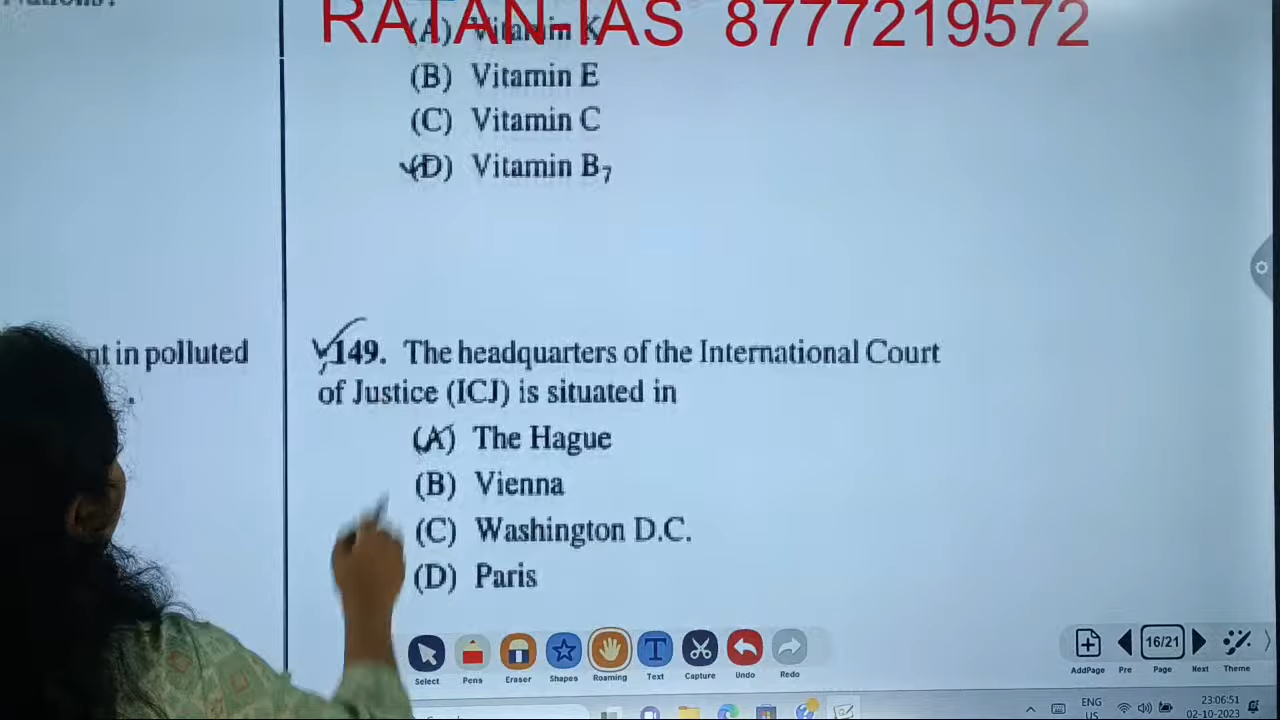 RATAN-IAS 8777219572
(A) Vitamin K
(B) Vitamin E
(C) Vitamin C
(D) Vitamin B₇
nt in polluted
149. The headquarters of the International Court
of Justice (ICJ) is situated in
(A) The Hague
(B) Vienna
(C) Washington D.C.
(D) Paris
Select Pens Eraser Shapes Roaming Text Capture Undo Redo
AddPage Pre 16/21 Page Next Theme
ENG
US
23:06:51
02-10-2023